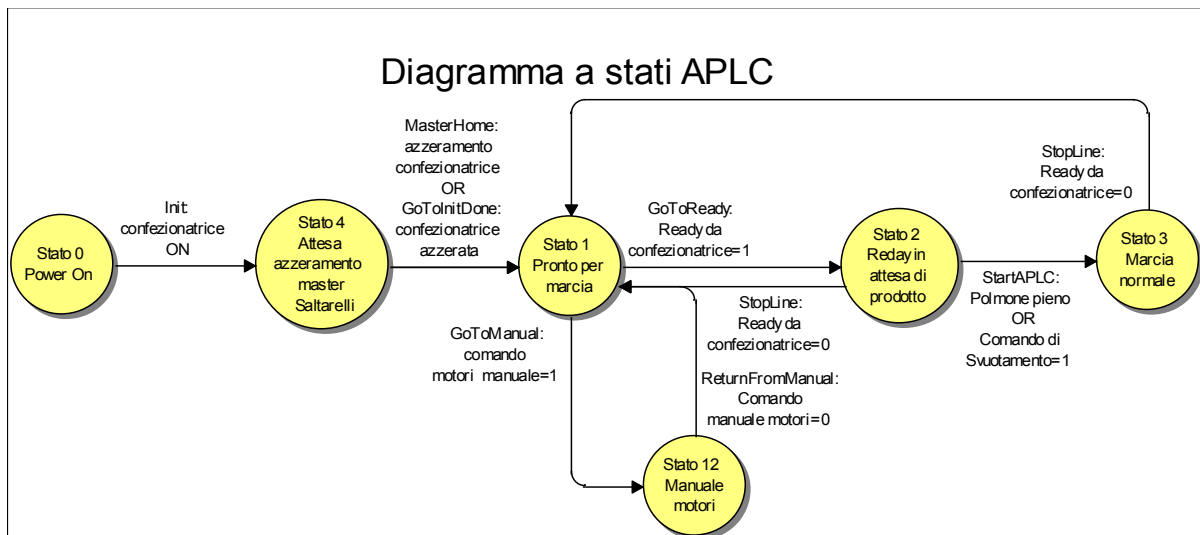 Diagramma a stati APLC
MasterHome:
azzeramento
confezionatrice
OR
GoToInitDone:
confezionatrice
azzerata
StopLine:
Ready da
confezionatrice=0
Init:
confezionatrice
ON
GoToReady:
Ready da
confezionatrice=1
Stato 0
Power On
Stato 4
Attesa
azzeramento
master
Saltarelli
Stato 1
Pronto per
marcia
Stato 2
Reday in
attesa di
prodotto
Stato 3
Marcia
normale
StopLine:
Ready da
confezionatrice=0
StartAPLC:
Polmone pieno
OR
Comando di
Svuotamento=1
GoToManual:
comando
motori manuale=1
ReturnFromManual:
Comando
manuale motori=0
Stato 12
Manuale
motori